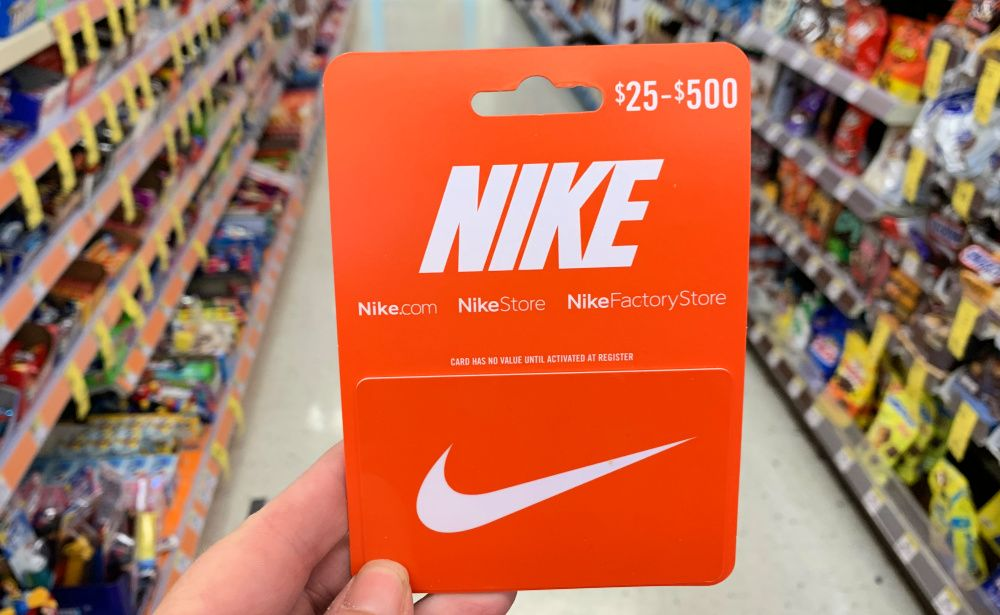 $25-$500
NIKE
Nike.com NikeStore NikeFactoryStore
CARD HAS NO VALUE UNTIL ACTIVATED AT REGISTER